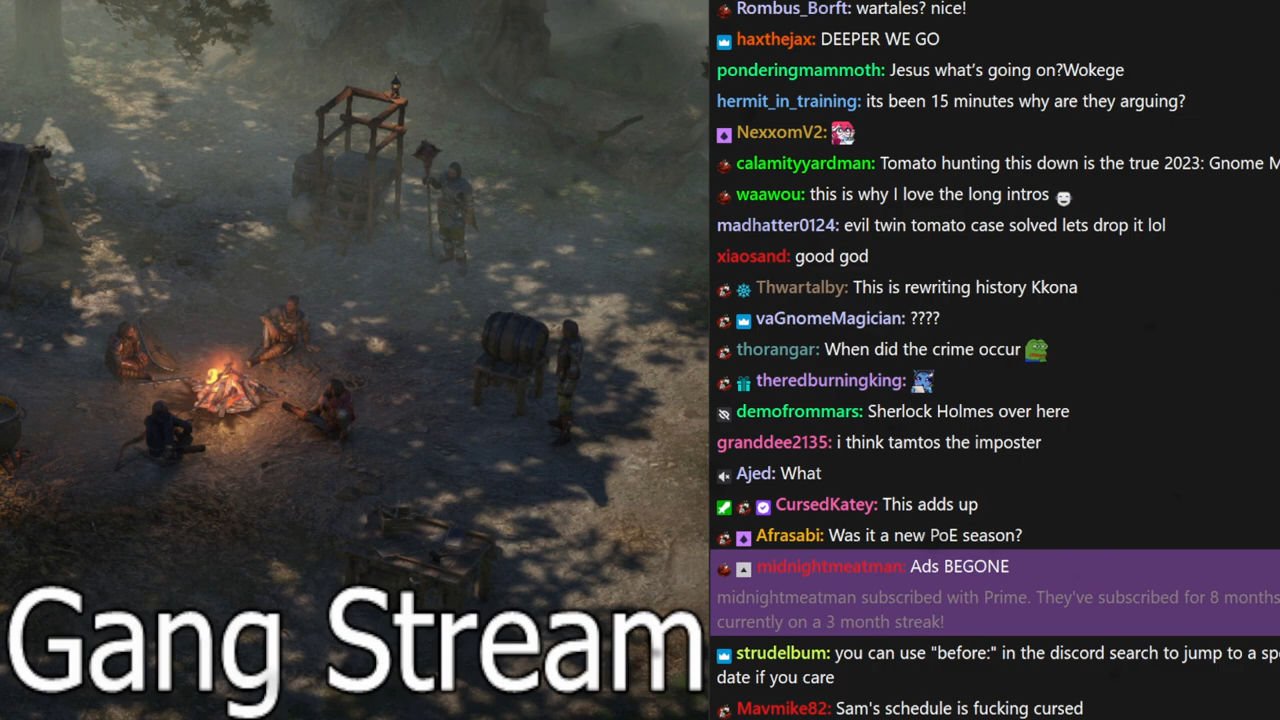 Rombus_Borft: wartales? nice!
haxthejax: DEEPER WE GO
ponderingmammoth: Jesus what's going on?Wokege
hermit_in_training: its been 15 minutes why are they arguing?
NexxomV2:
calamityyardman: Tomato hunting this down is the true 2023: Gnome M
waawou: this is why I love the long intros
madhatter0124: evil twin tomato case solved lets drop it lol
xiaosand: good god
Thwartalby: This is rewriting history Kkona
vaGnomeMagician: ????
thorangar: When did the crime occur
theredburningking:
demofrommars: Sherlock Holmes over here
granddee2135: i think tamtos the imposter
Ajed: What
CursedKatey: This adds up
Afrasabi: Was it a new PoE season?
midnightmeatman: Ads BEGONE
midnightmeatman subscribed with Prime. They've subscribed for 8 months
currently on a 3 month streak!
strudelbum: you can use "before:" in the discord search to jump to a spe
date if you care
Mavmike82: Sam's schedule is fucking cursed
Gang Stream